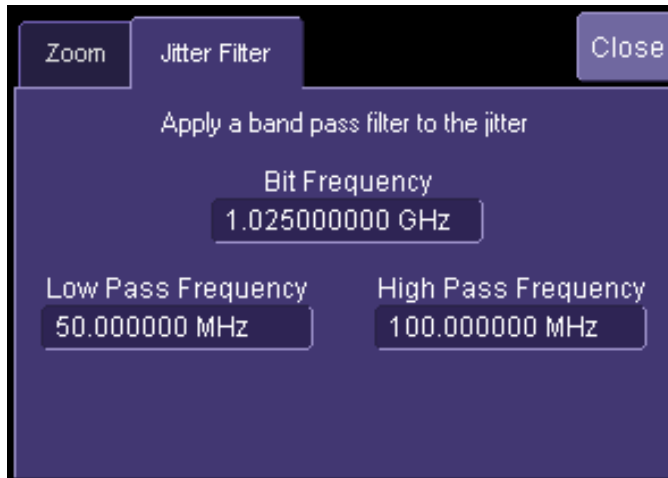 Zoom Jitter Filter Close
Apply a band pass filter to the jitter
Bit Frequency
1.025000000 GHz
Low Pass Frequency High Pass Frequency
50.000000 MHz 100.000000 MHz